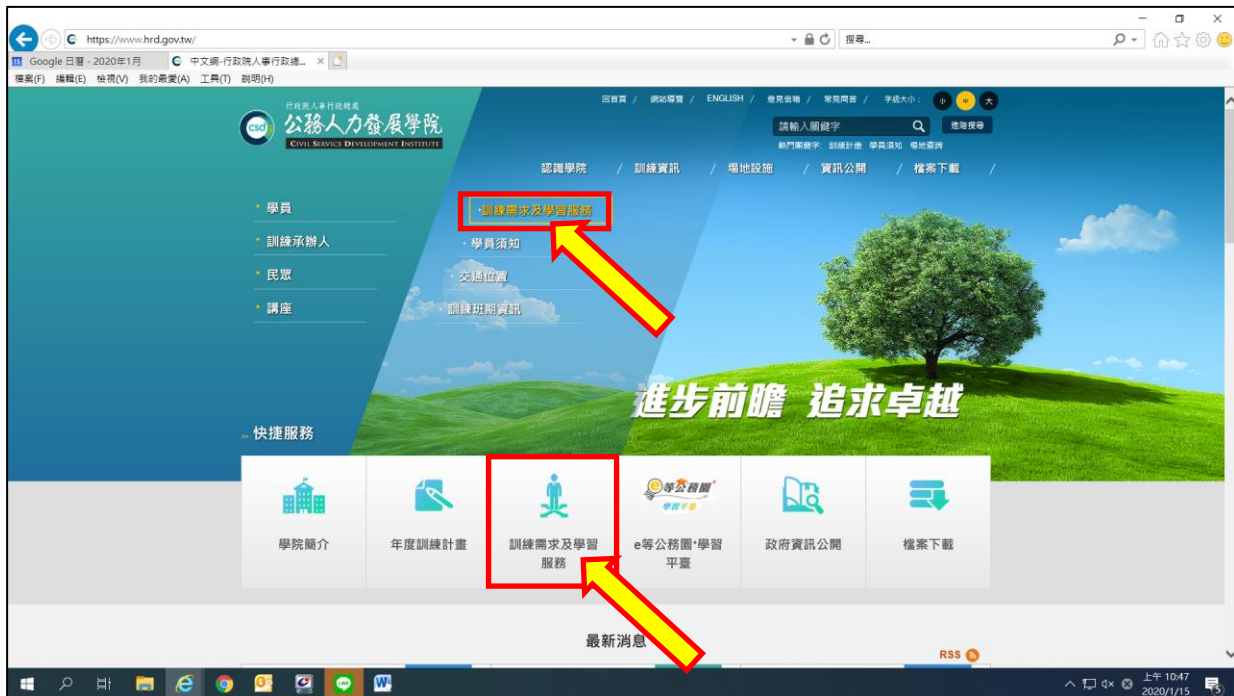 https://www.hrd.gov.tw/
搜尋...
Google 日曆 - 2020年1月
中文網-行政院人事行政總...
檔案(F) 編輯(E) 檢視(V) 我的最愛(A) 工具(T) 說明(H)
回首頁 / 網站導覽 / ENGLISH / 意見信箱 / 常見問答 / 字級大小: 小 中 大
行政院人事行政總處
csdi 公務人力發展學院
CIVIL SERVICE DEVELOPMENT INSTITUTE
請輸入關鍵字 進階搜尋
熱門關鍵字: 訓練計畫 學員須知 場地查詢
認識學院 / 訓練資訊 / 場地設施 / 資訊公開 / 檔案下載 /
學員
訓練承辦人
民眾
講座
·訓練需求及學習服務
·學員須知
·交通位置
·訓練班期資訊
進步前瞻 追求卓越
快捷服務
e等公務園+
學習平臺
學院簡介
年度訓練計畫
訓練需求及學習
服務
e等公務園+學習
平臺
政府資訊公開
檔案下載
最新消息
RSS
上午 10:47
2020/1/15